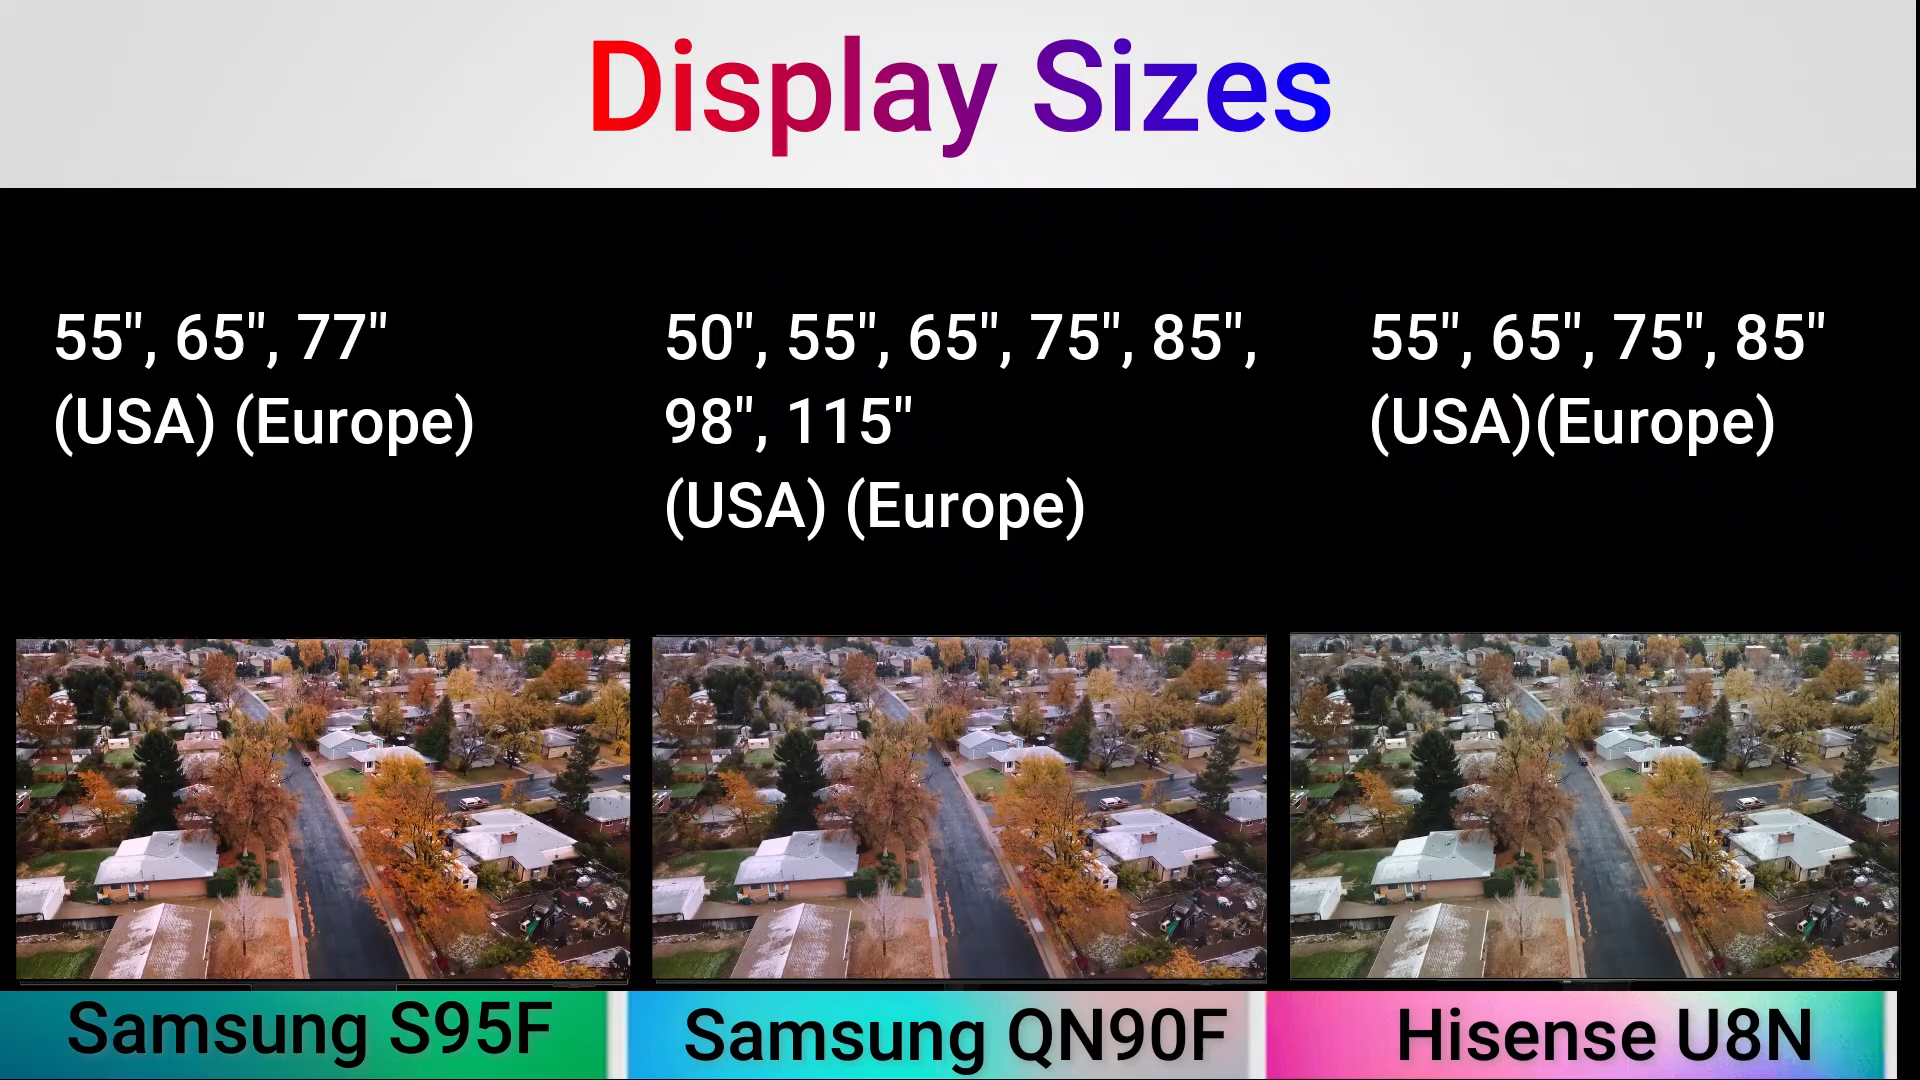 Display Sizes
55", 65", 77"
(USA) (Europe)
50", 55", 65", 75", 85",
98", 115"
(USA) (Europe)
55", 65", 75", 85"
(USA)(Europe)
Samsung S95F
Samsung QN90F
Hisense U8N